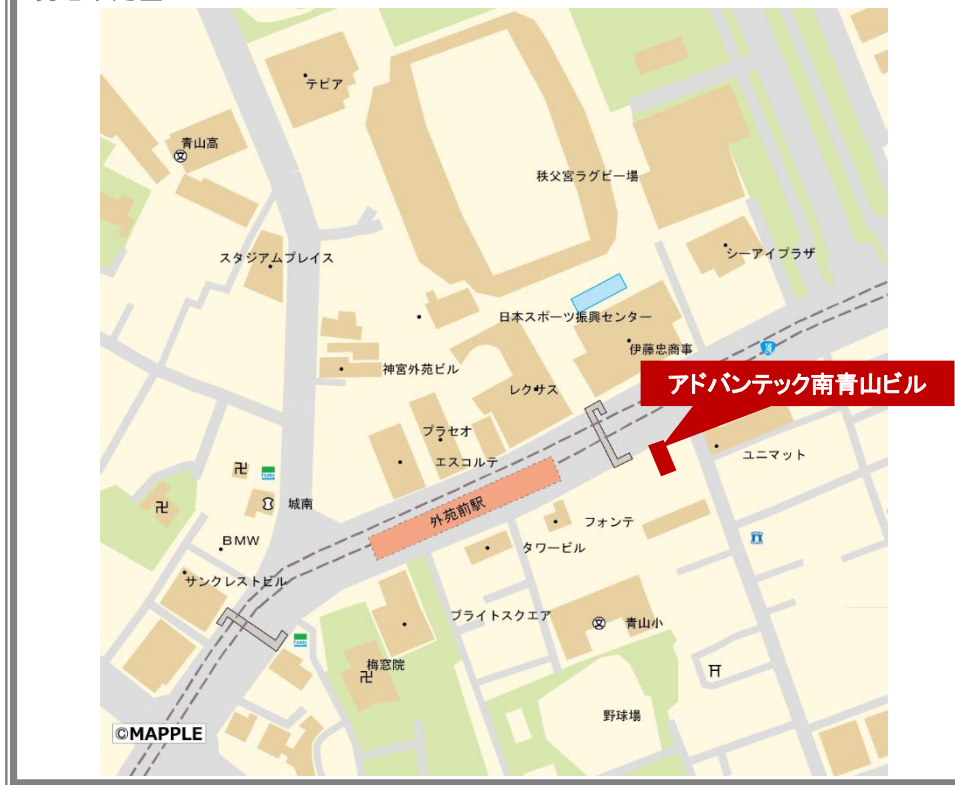 テピア
青山高
秩父宮ラグビー場
スタジアムプレイス
シーアイプラザ
日本スポーツ振興センター
伊藤忠商事
神宮外苑ビル
アドバンテック南青山ビル
レクサス
プラセオ
エスコルテ
ユニマット
外苑前駅
城南
フォンテ
BMW
タワービル
サンクレストビル
ブライトスクエア
青山小
梅窓院
野球場
©MAPPLE